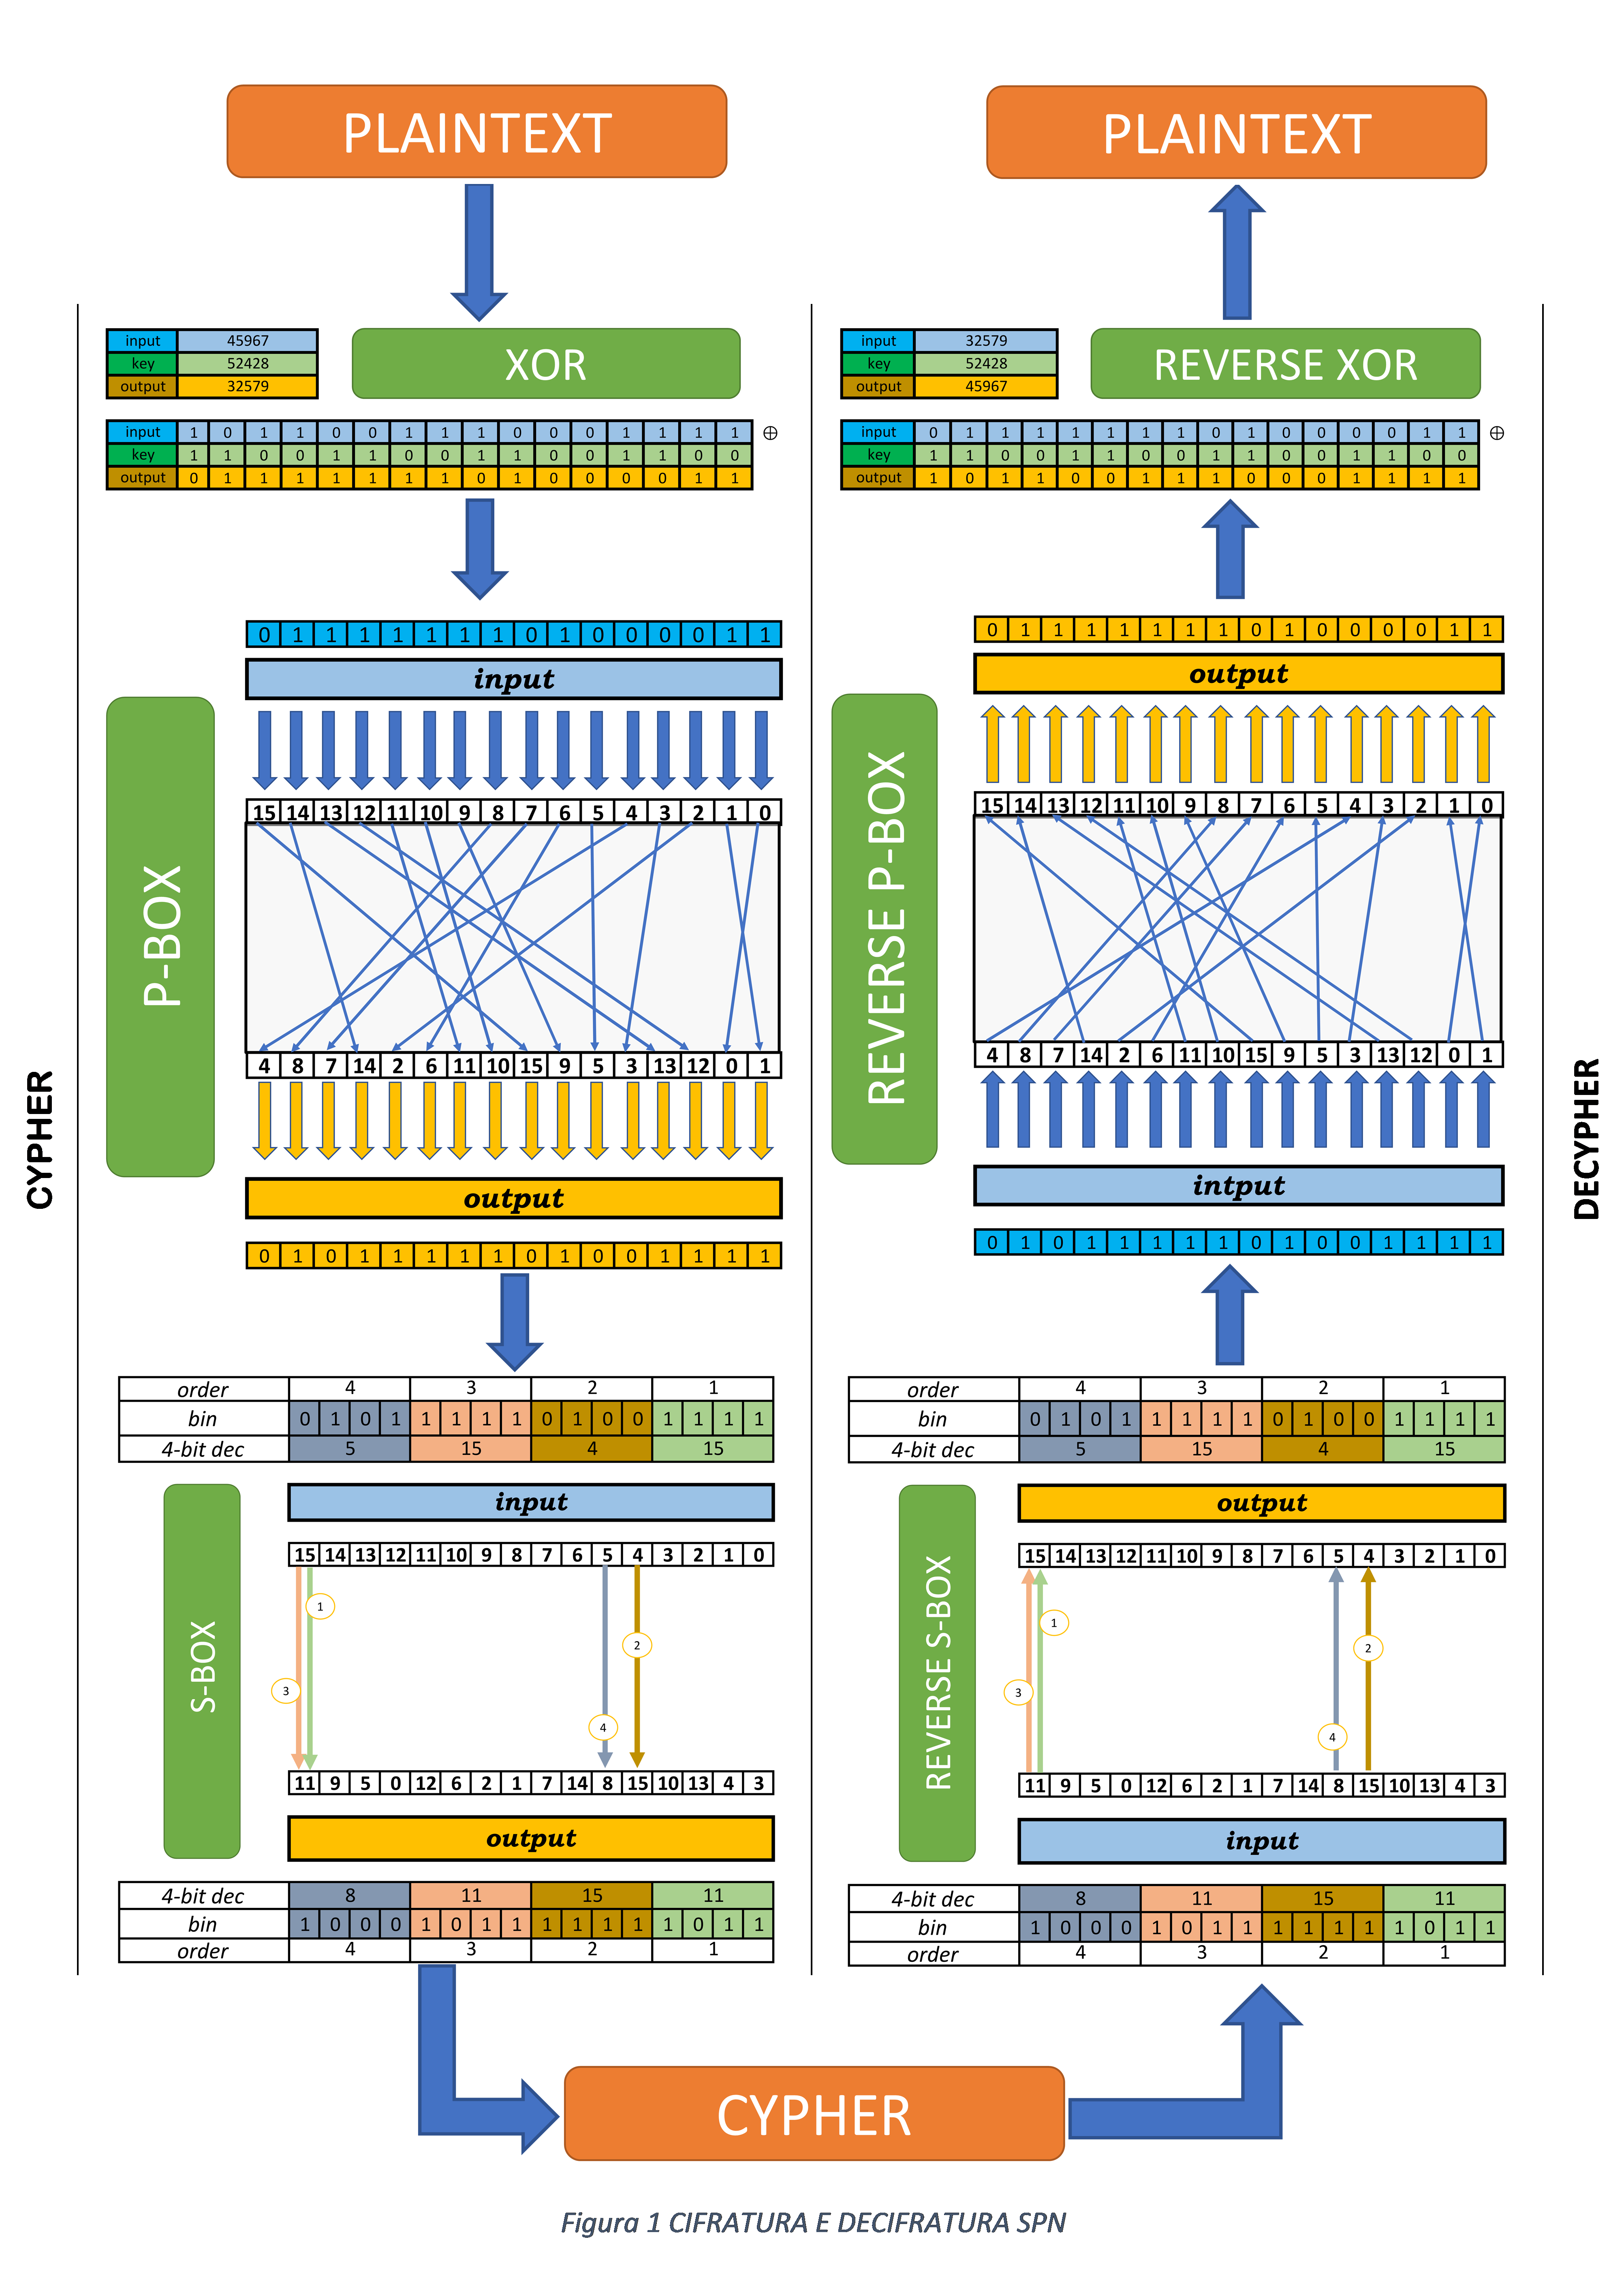 PLAINTEXT
XOR
input 45967
key 52428
output 32579
input 1 0 1 1 0 0 1 1 1 0 0 0 1 1 1 1 ⊕
key 1 1 0 0 1 1 0 0 1 1 0 0 1 1 0 0
output 0 1 1 1 1 1 1 1 0 1 0 0 0 0 1 1
CYPHER
P-BOX
0 1 1 1 1 1 1 1 0 1 0 0 0 0 1 1
input
15 14 13 12 11 10 9 8 7 6 5 4 3 2 1 0
4 8 7 14 2 6 11 10 15 9 5 3 13 12 0 1
output
0 1 0 1 1 1 1 1 0 1 0 0 1 1 1 1
order 4 3 2 1
bin 0 1 0 1 1 1 1 1 0 1 0 0 1 1 1 1
4-bit dec 5 15 4 15
S-BOX
input
15 14 13 12 11 10 9 8 7 6 5 4 3 2 1 0
1
2
3
4
11 9 5 0 12 6 2 1 7 14 8 15 10 13 4 3
output
4-bit dec 8 11 15 11
bin 1 0 0 0 1 0 1 1 1 1 1 1 1 0 1 1
order 4 3 2 1
PLAINTEXT
REVERSE XOR
input 32579
key 52428
output 45967
input 0 1 1 1 1 1 1 1 0 1 0 0 0 0 1 1 ⊕
key 1 1 0 0 1 1 0 0 1 1 0 0 1 1 0 0
output 1 0 1 1 0 0 1 1 1 0 0 0 1 1 1 1
DECYPHER
REVERSE P-BOX
0 1 1 1 1 1 1 1 0 1 0 0 0 0 1 1
output
15 14 13 12 11 10 9 8 7 6 5 4 3 2 1 0
4 8 7 14 2 6 11 10 15 9 5 3 13 12 0 1
intput
0 1 0 1 1 1 1 1 0 1 0 0 1 1 1 1
order 4 3 2 1
bin 0 1 0 1 1 1 1 1 0 1 0 0 1 1 1 1
4-bit dec 5 15 4 15
REVERSE S-BOX
output
15 14 13 12 11 10 9 8 7 6 5 4 3 2 1 0
1
2
3
4
11 9 5 0 12 6 2 1 7 14 8 15 10 13 4 3
input
4-bit dec 8 11 15 11
bin 1 0 0 0 1 0 1 1 1 1 1 1 1 0 1 1
order 4 3 2 1
CYPHER
Figura 1 CIFRATURA E DECIFRATURA SPN